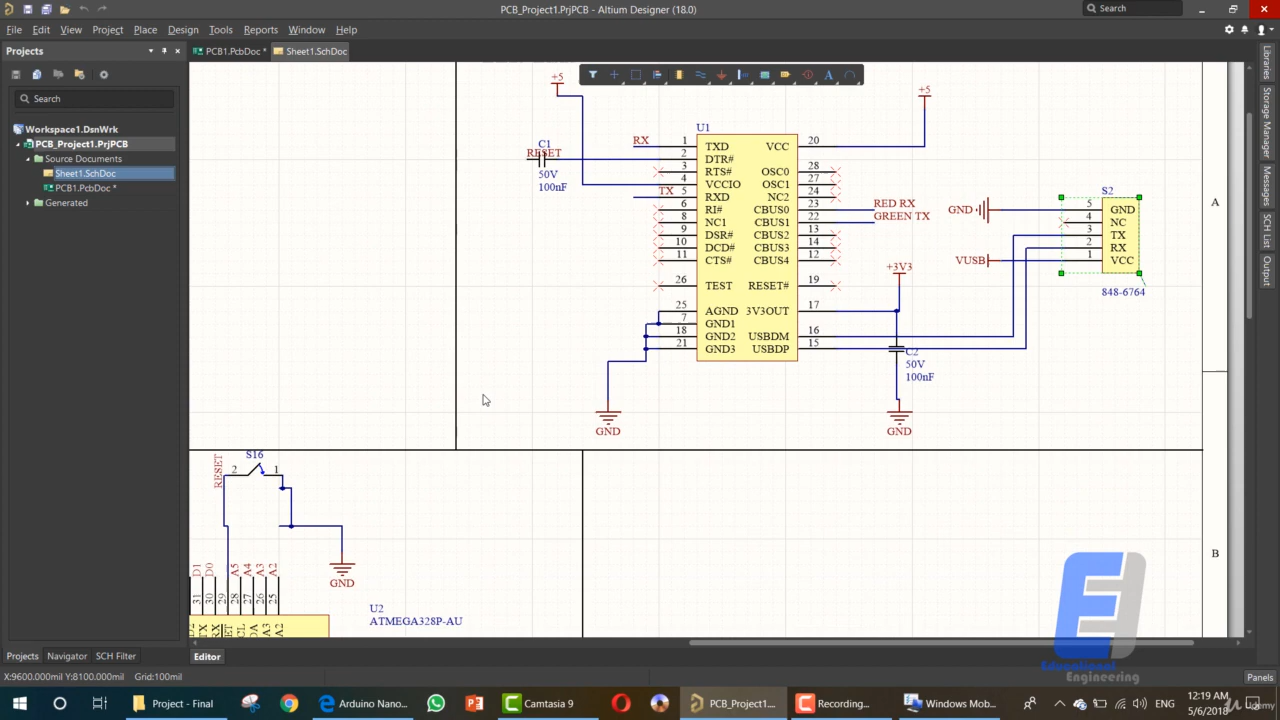 PCB_Project1.PrjPCB - Altium Designer (18.0)
Search
File Edit View Project Place Design Tools Reports Window Help
Projects
PCB1.PcbDoc *
Sheet1.SchDoc
Search
Workspace1.DsnWrk
PCB_Project1.PrjPCB
Source Documents
Sheet1.SchDoc
PCB1.PcbDoc *
Generated
Libraries
Storage Manager
Messages
SCH List
Output
+5
+5
U1
RX 1 TXD VCC 20
C1
RESET
2 DTR#
3 RTS# OSC0 28
50V
100nF
4 VCCIO OSC1 27
TX 5 RXD NC2 24
6 RI# CBUS0 23 RED RX
8 NC1 CBUS1 22 GREEN TX
9 DSR# CBUS2 13
10 DCD# CBUS3 14
11 CTS# CBUS4 12
26 TEST RESET# 19
25 AGND 3V3OUT 17
7 GND1
18 GND2 USBDM 16
21 GND3 USBDP 15
+3V3
C2
50V
100nF
GND
GND
S2
GND 5 GND
4 NC
3 TX
2 RX
VUSB 1 VCC
848-6764
A
B
S16
RESET 2 1
GND
D1 D0 A5 A4 A3 A2
31 30 29 28 27 26 25
TX RX A3 A2
U2
ATMEGA328P-AU
Educational
Engineering
Projects Navigator SCH Filter
Editor
X:9600.000mil Y:8100.000mil Grid:100mil
Panels
Project - Final
Arduino Nano...
Camtasia 9
PCB_Project1....
Recording...
Windows Mob...
ENG
12:19 AM
5/6/2018
Udemy